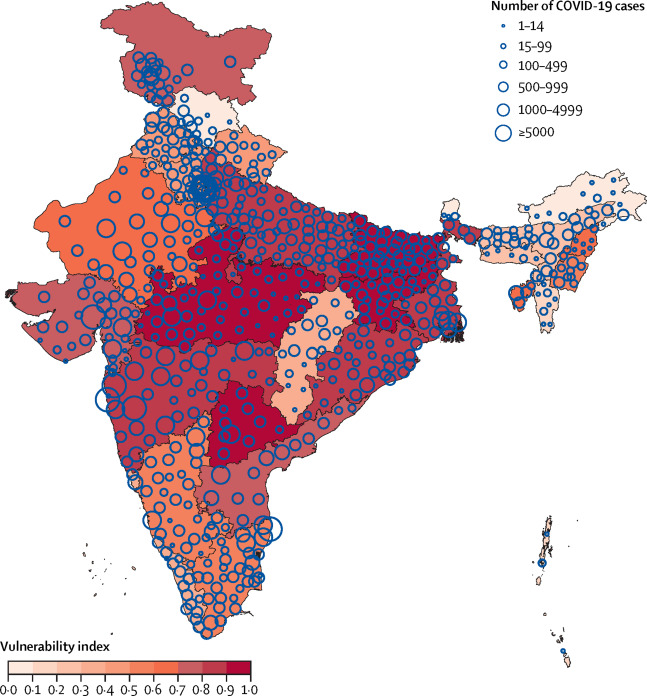 Number of COVID-19 cases
1–14
15–99
100–499
500–999
1000–4999
≥5000
Vulnerability index
0·0 0·1 0·2 0·3 0·4 0·5 0·6 0·7 0·8 0·9 1·0